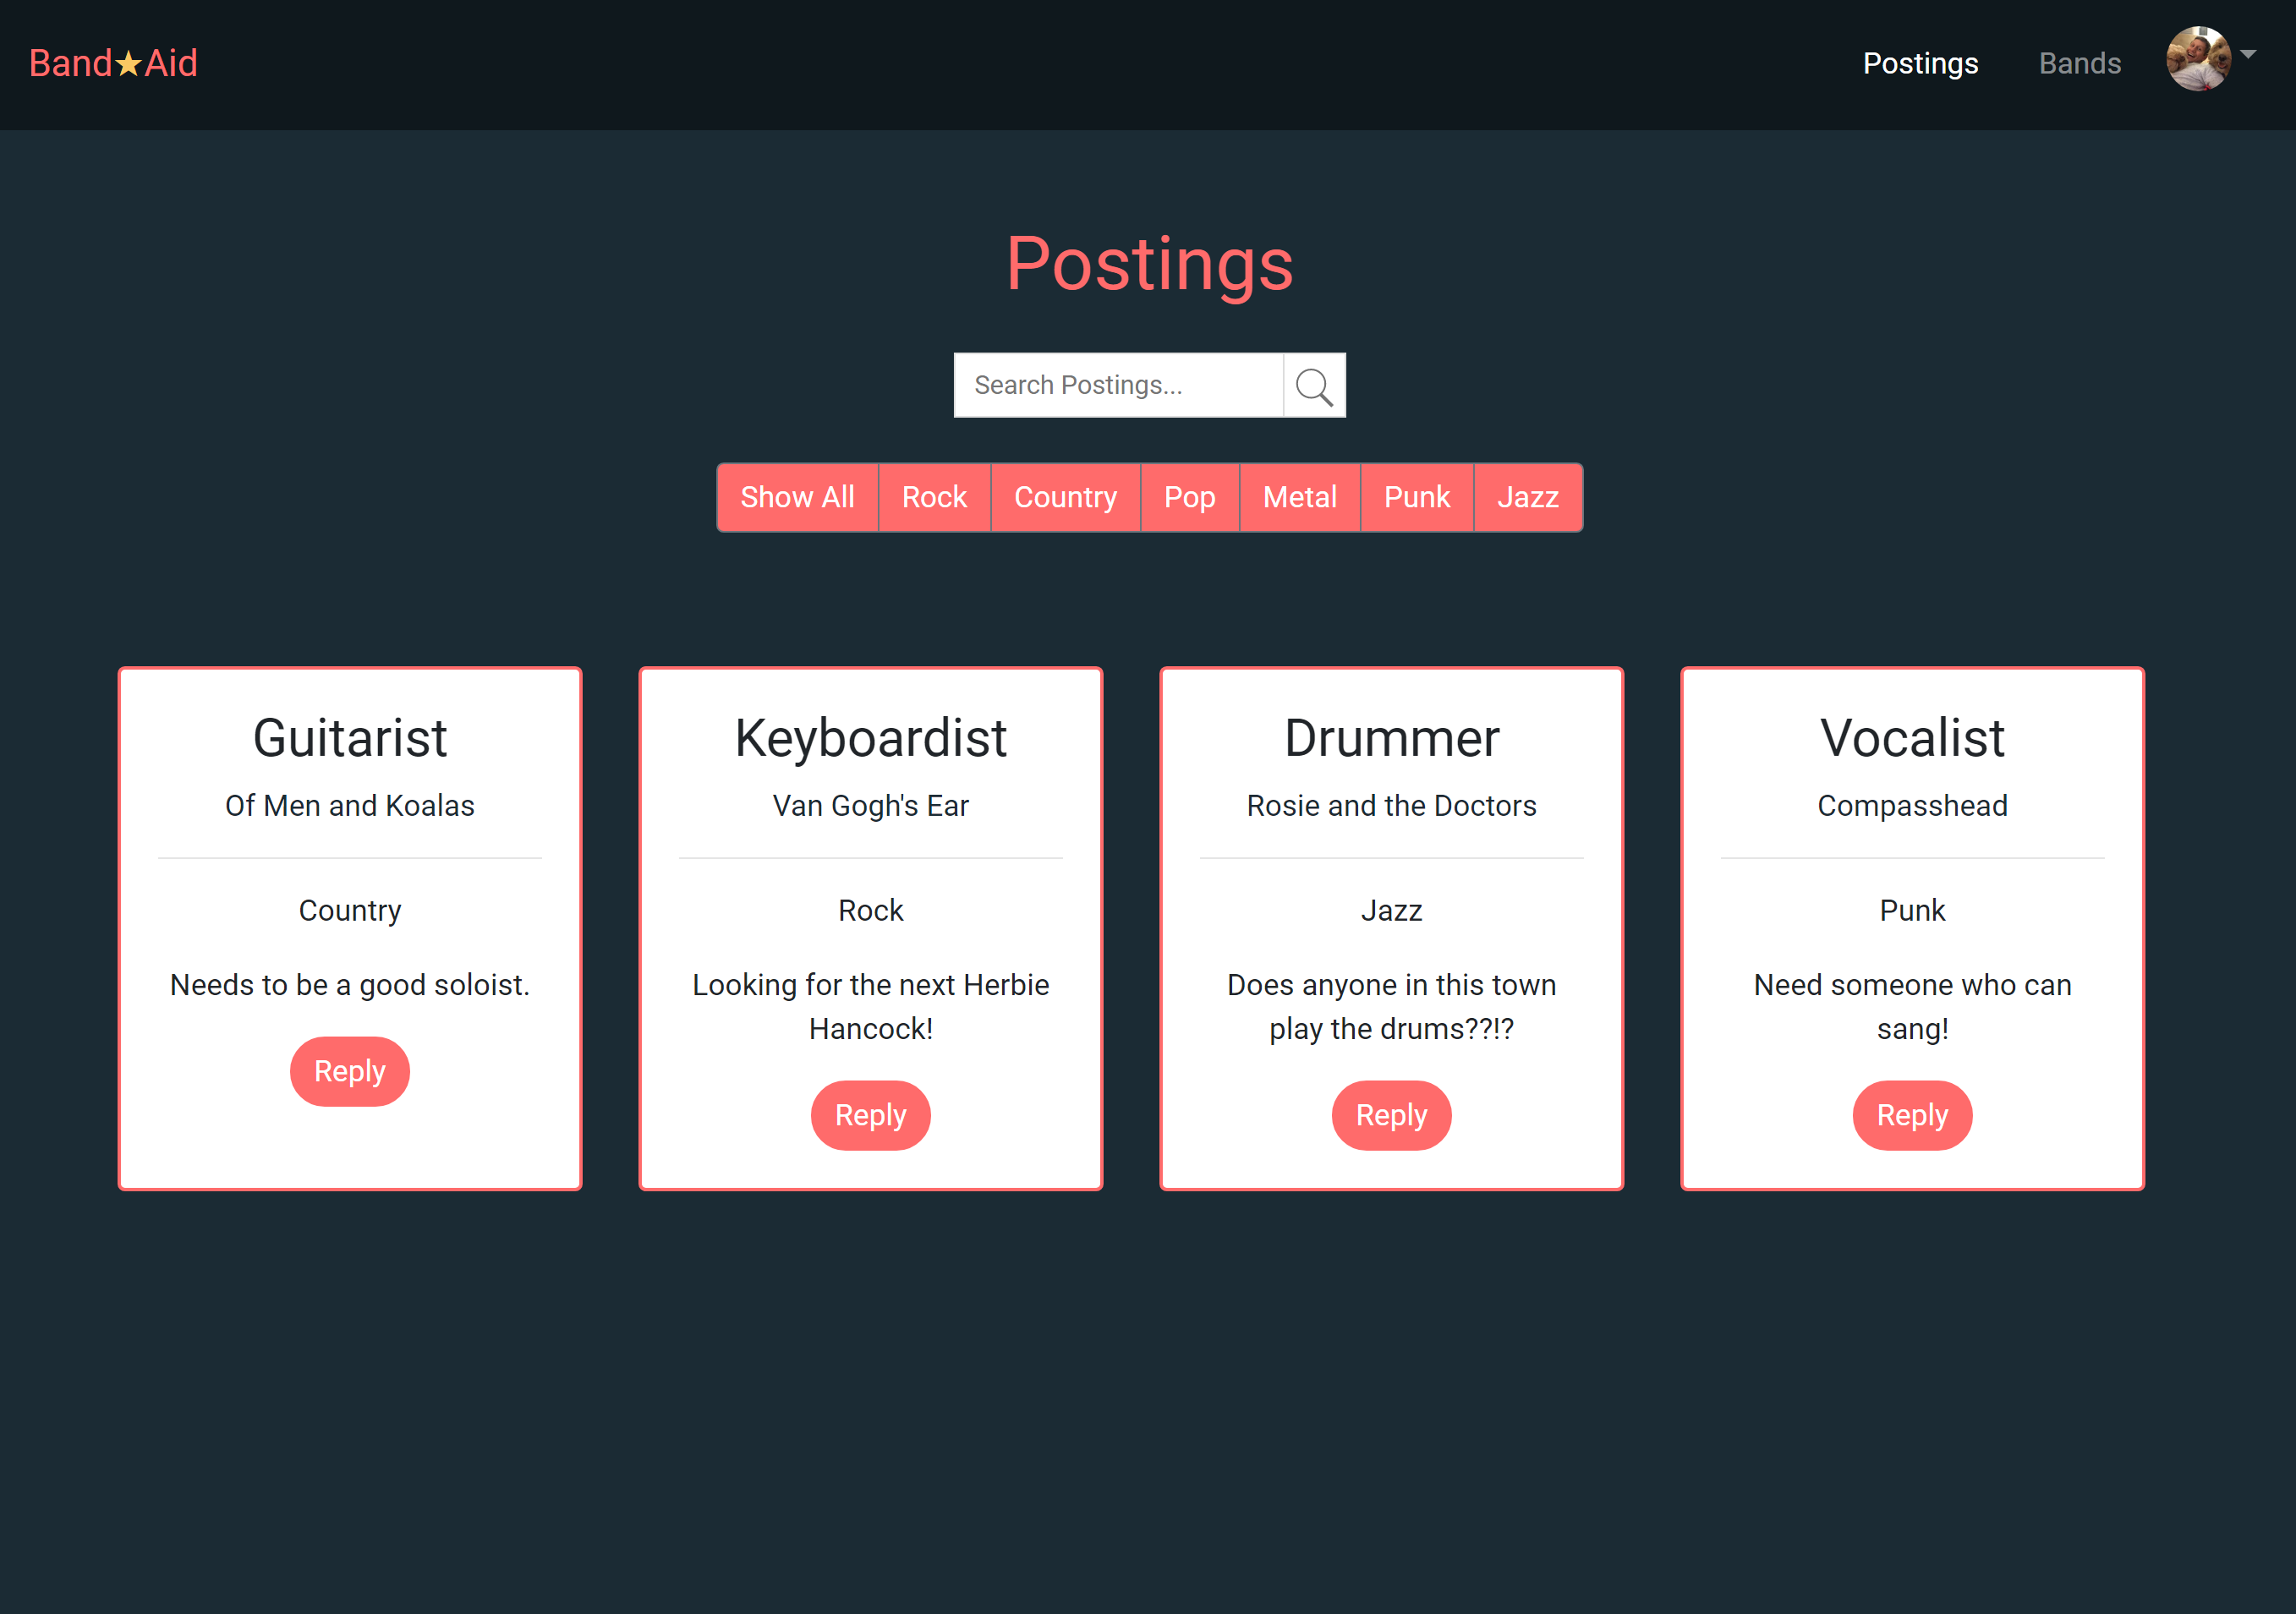 Band★Aid
Postings
Bands
Postings
Search Postings...
Show All
Rock
Country
Pop
Metal
Punk
Jazz
Guitarist
Of Men and Koalas
Country
Needs to be a good soloist.
Reply
Keyboardist
Van Gogh's Ear
Rock
Looking for the next Herbie
Hancock!
Reply
Drummer
Rosie and the Doctors
Jazz
Does anyone in this town
play the drums??!?
Reply
Vocalist
Compasshead
Punk
Need someone who can
sang!
Reply